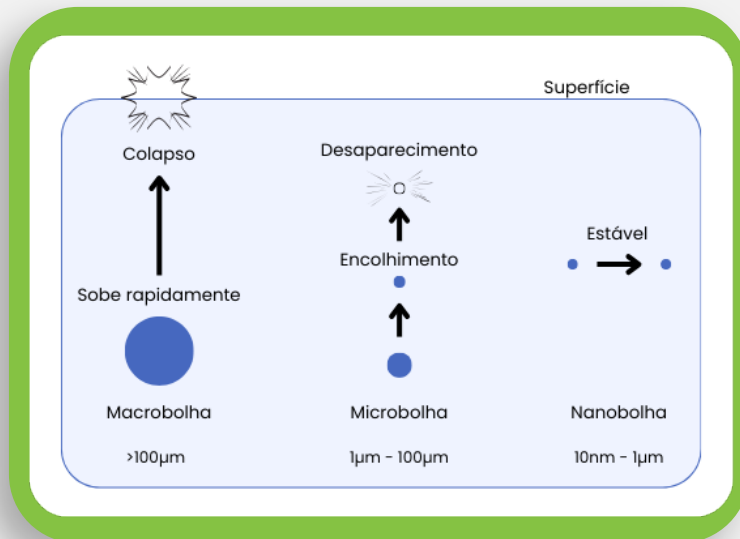 Superfície
Colapso
Desaparecimento
Estável
Encolhimento
Sobe rapidamente
Macrobolha
Microbolha
Nanobolha
>100μm
1μm - 100μm
10nm - 1μm